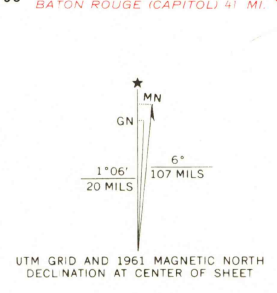 BATON ROUGE (CAPITOL) 41 MI.
★
MN
GN
1°06'
20 MILS
6°
107 MILS
UTM GRID AND 1961 MAGNETIC NORTH
DECLINATION AT CENTER OF SHEET